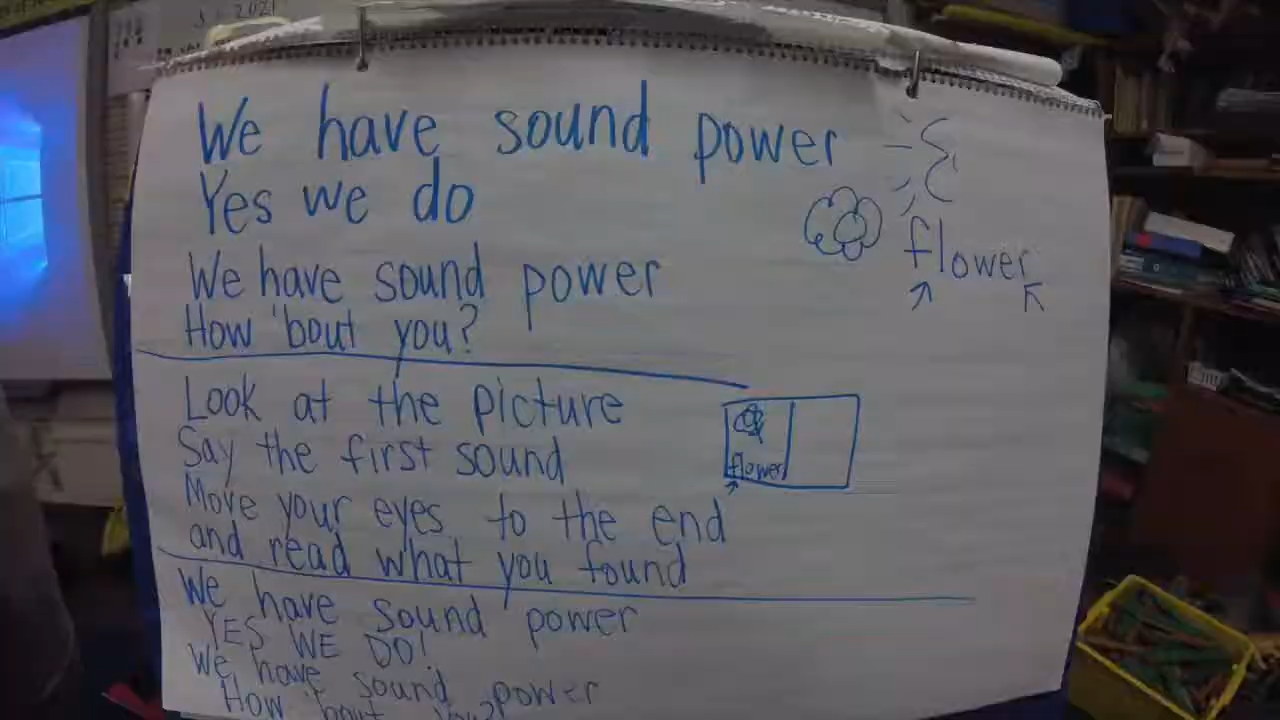 2021
We have sound power
Yes we do
flower
We have sound power
How 'bout you?
Look at the picture
Say the first sound
flower
Move your eyes to the end
and read what you found
We have sound power
YES WE DO!
We have sound power
How 'bout you?